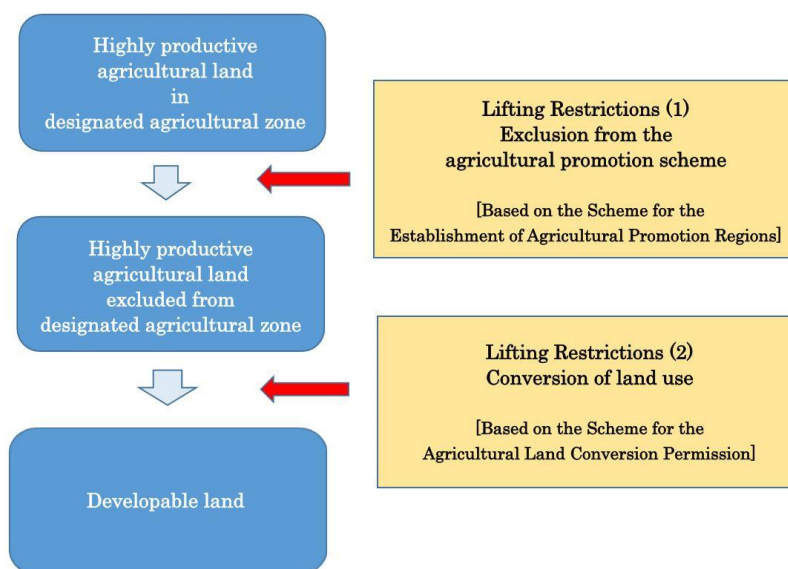 Highly productive
agricultural land
in
designated agricultural zone
Lifting Restrictions (1)
Exclusion from the
agricultural promotion scheme
[Based on the Scheme for the
Establishment of Agricultural Promotion Regions]
Highly productive
agricultural land
excluded from
designated agricultural zone
Lifting Restrictions (2)
Conversion of land use
[Based on the Scheme for the
Agricultural Land Conversion Permission]
Developable land